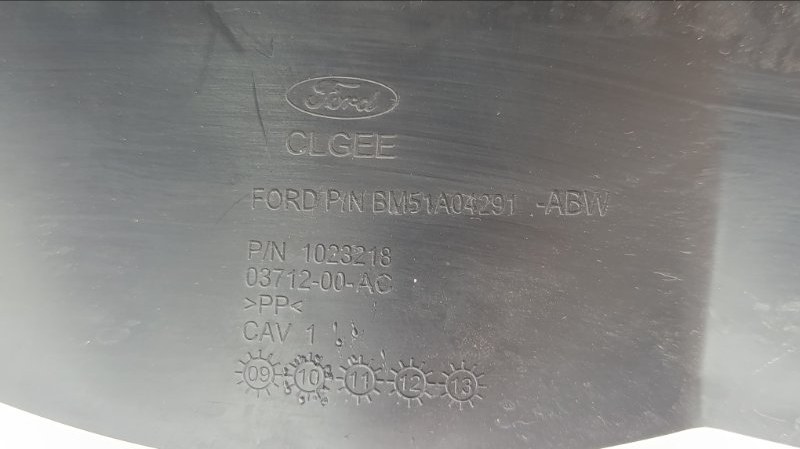 Ford
CLGEE
FORD P/N BM51A04291 -ABW
P/N 1023218
03712-00-AC
>PP<
CAV 1
09 10 11 12 13